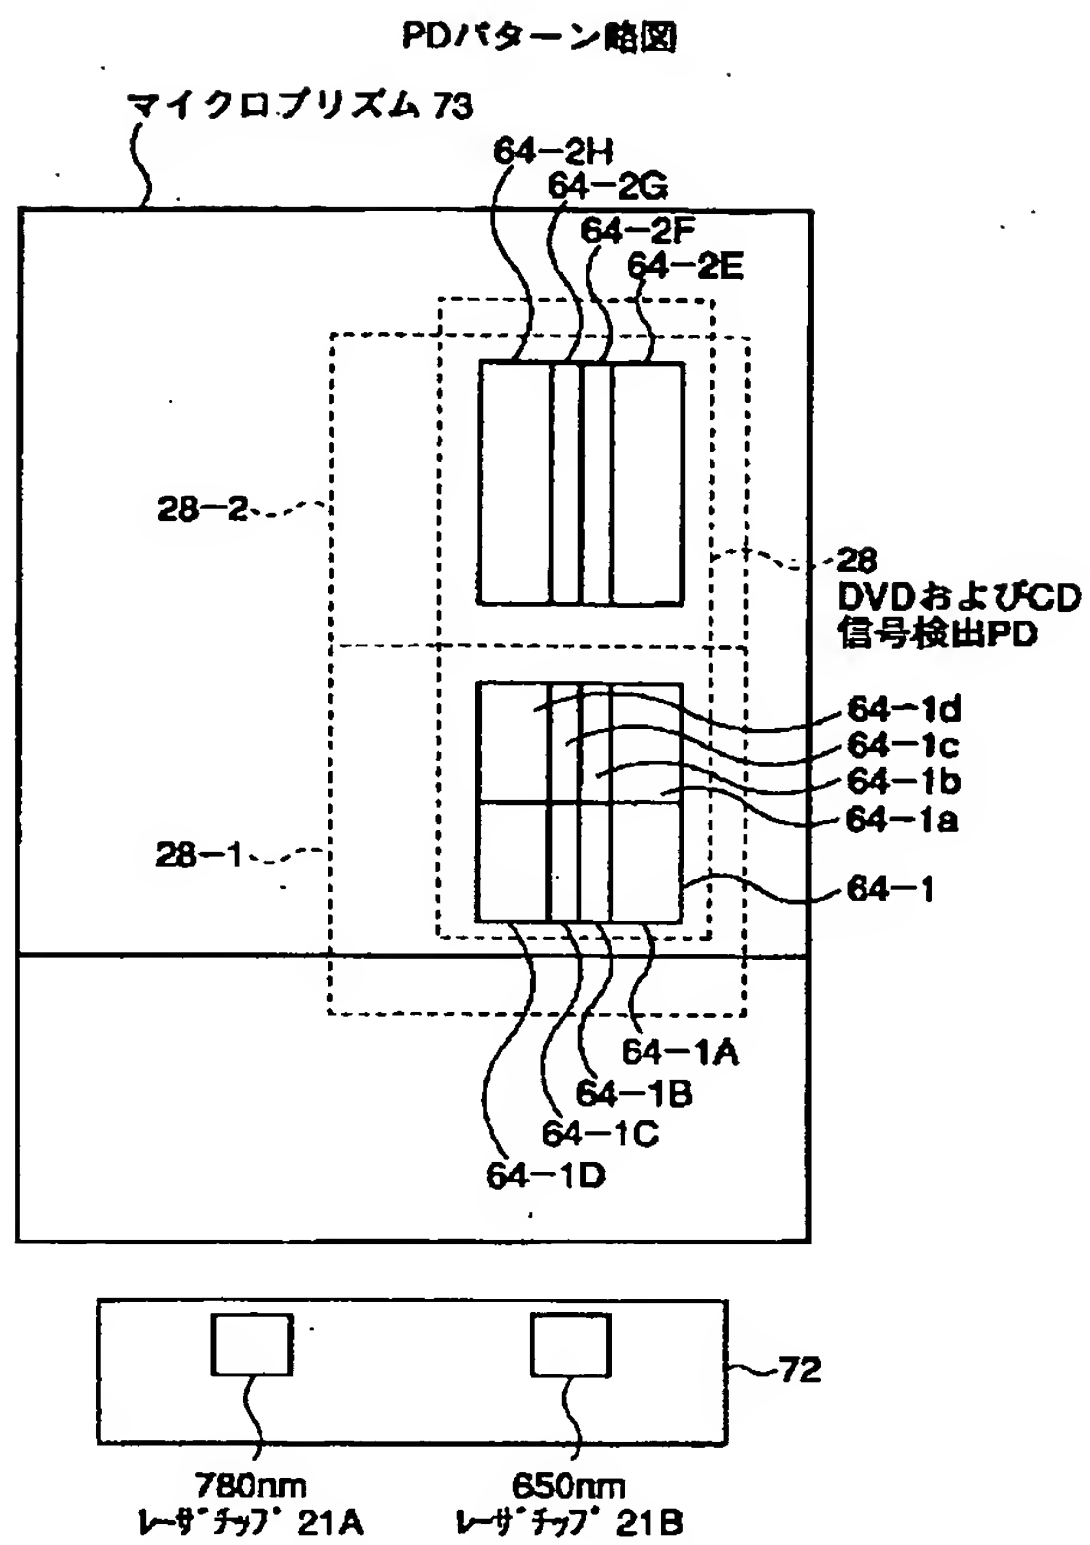 PDパターン略図
マイクロプリズム 73
64-2H
64-2G
64-2F
64-2E
28-2
28
DVDおよびCD
信号検出PD
64-1d
64-1c
64-1b
64-1a
28-1
64-1
64-1A
64-1B
64-1C
64-1D
72
780nm
レーザチップ 21A
650nm
レーザチップ 21B